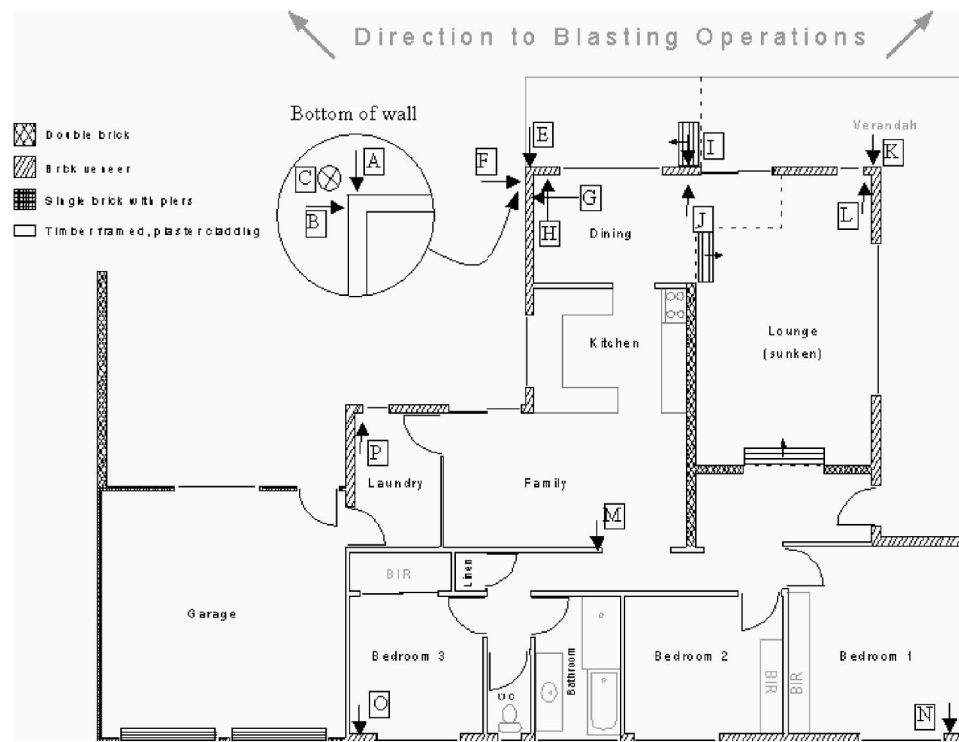 Direction to Blasting Operations
Bottom of wall
Double brick
Brick veneer
Single brick with piers
Timber framed, plaster cladding
Verandah
A
B
C
E
F
G
H
I
J
K
L
Dining
Kitchen
Lounge
(sunken)
P
Laundry
Family
M
BIR
Linen
Garage
Bedroom 3
Bathroom
Bedroom 2
BIR
BIR
Bedroom 1
O
N